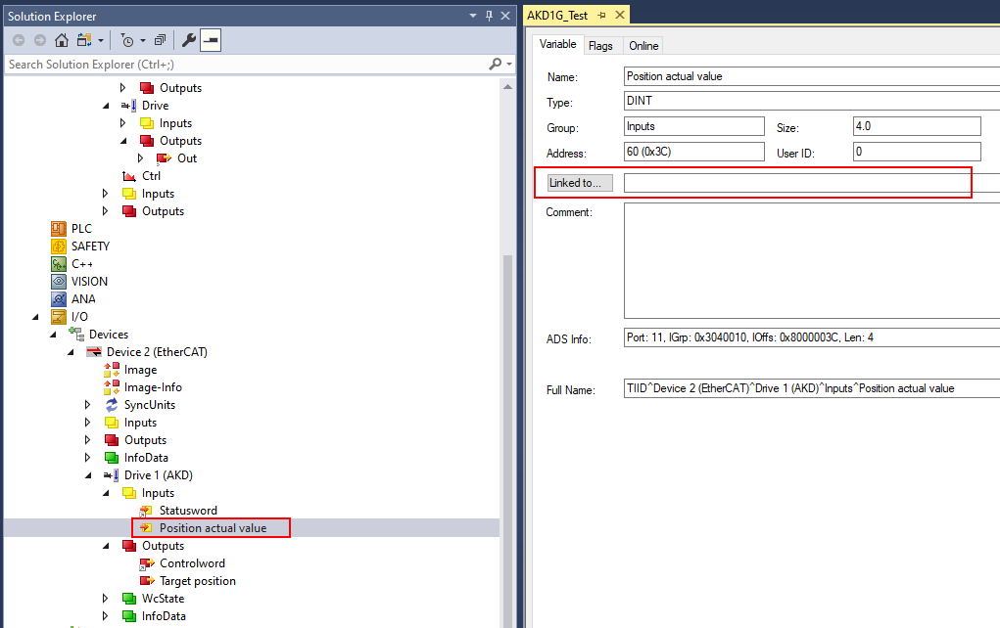 Solution Explorer
Search Solution Explorer (Ctrl+;)
Outputs
Drive
Inputs
Outputs
Out
Ctrl
Inputs
Outputs
PLC
SAFETY
C++
VISION
ANA
I/O
Devices
Device 2 (EtherCAT)
Image
Image-Info
SyncUnits
Inputs
Outputs
InfoData
Drive 1 (AKD)
Inputs
Statusword
Position actual value
Outputs
Controlword
Target position
WcState
InfoData
AKD1G_Test
Variable Flags Online
Name: Position actual value
Type: DINT
Group: Inputs Size: 4.0
Address: 60 (0x3C) User ID: 0
Linked to...
Comment:
ADS Info: Port: 11, IGrp: 0x3040010, IOffs: 0x8000003C, Len: 4
Full Name: TIID^Device 2 (EtherCAT)^Drive 1 (AKD)^Inputs^Position actual value